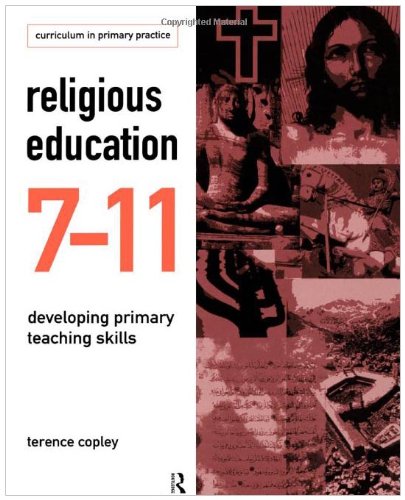 Copyrighted Material
curriculum in primary practice
religious
education
7–11
developing primary
teaching skills
terence copley
R